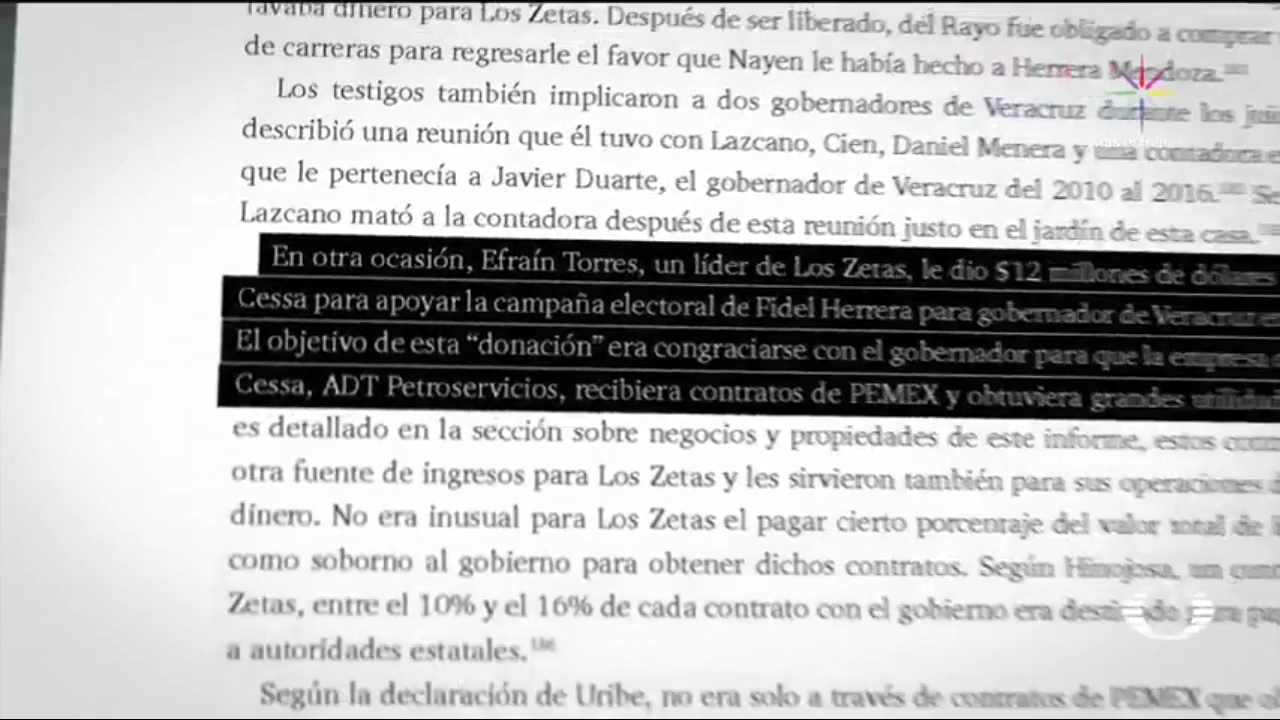 lavaba dinero para Los Zetas. Después de ser liberado, del Rayo fue obligado a comprar
de carreras para regresarle el favor que Nayen le había hecho a Herrera Mendoza.
Los testigos también implicaron a dos gobernadores de Veracruz durante los
describió una reunión que él tuvo con Lazcano, Cien, Daniel Menera y una contadora
que le pertenecía a Javier Duarte, el gobernador de Veracruz del 2010 al 2016.
Lazcano mató a la contadora después de esta reunión justo en el jardín de esta casa.
En otra ocasión, Efraín Torres, un líder de Los Zetas, le dio $12 millones de dólares
Cessa para apoyar la campaña electoral de Fidel Herrera para gobernador de Veracruz
El objetivo de esta “donación” era congraciarse con el gobernador para que la empresa
Cessa, ADT Petroservicios, recibiera contratos de PEMEX y obtuviera grandes
es detallado en la sección sobre negocios y propiedades de este informe, estos
otra fuente de ingresos para Los Zetas y les sirvieron también para sus operaciones
dinero. No era inusual para Los Zetas el pagar cierto porcentaje del valor total de
como soborno al gobierno para obtener dichos contratos. Según Hinojosa, un
Zetas, entre el 10% y el 16% de cada contrato con el gobierno era destinado para
a autoridades estatales.
Según la declaración de Uribe, no era solo a través de contratos de PEMEX que